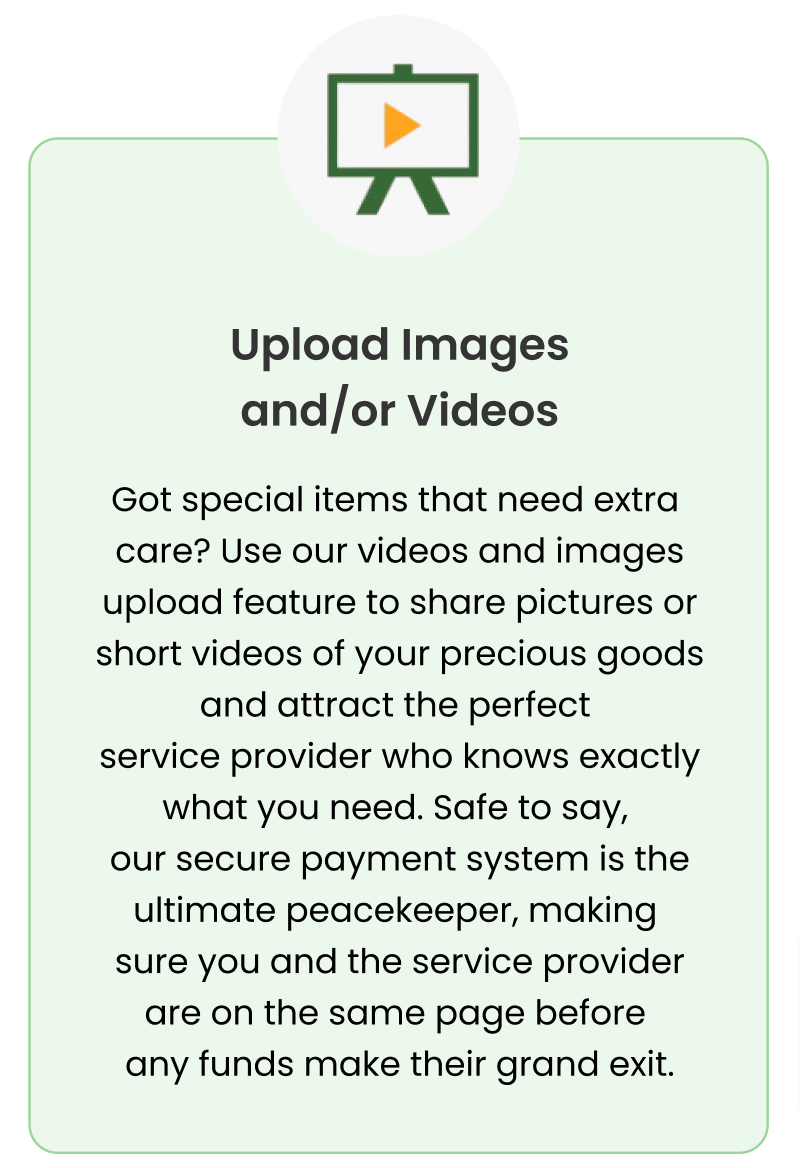 Upload Images
and/or Videos
Got special items that need extra
care? Use our videos and images
upload feature to share pictures or
short videos of your precious goods
and attract the perfect
service provider who knows exactly
what you need. Safe to say,
our secure payment system is the
ultimate peacekeeper, making
sure you and the service provider
are on the same page before
any funds make their grand exit.